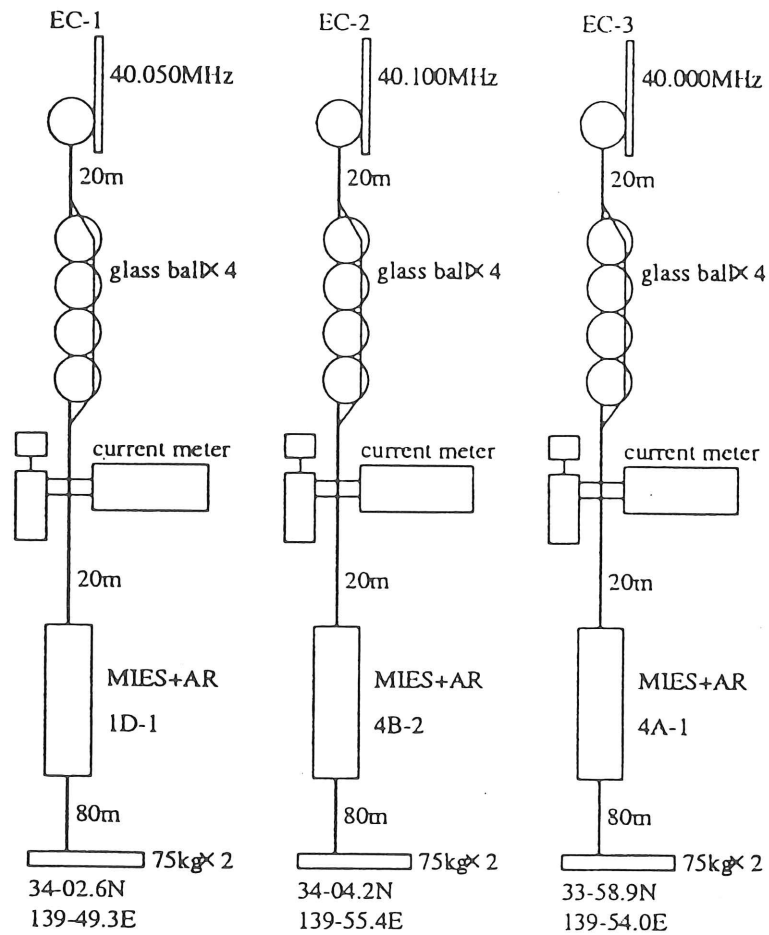 EC-1
40.050MHz
20m
glass ball×4
current meter
20m
MIES+AR
1D-1
80m
75kg×2
34-02.6N
139-49.3E
EC-2
40.100MHz
20m
glass ball×4
current meter
20m
MIES+AR
4B-2
80m
75kg×2
34-04.2N
139-55.4E
EC-3
40.000MHz
20m
glass ball×4
current meter
20m
MIES+AR
4A-1
80m
75kg×2
33-58.9N
139-54.0E